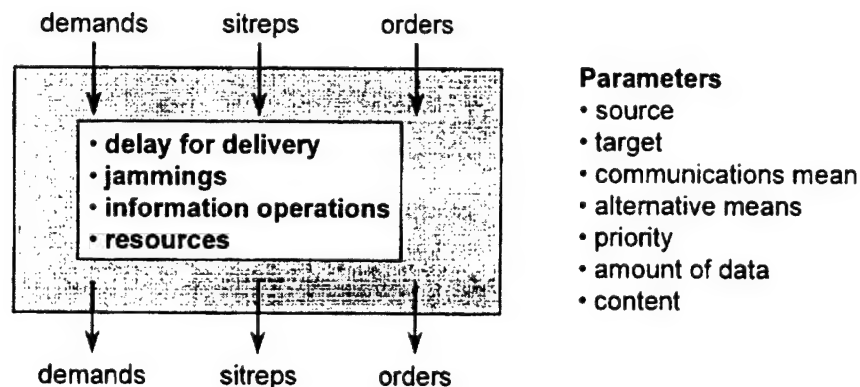 demands sitreps orders
• delay for delivery
• jammings
• information operations
• resources
demands sitreps orders
Parameters
• source
• target
• communications mean
• alternative means
• priority
• amount of data
• content